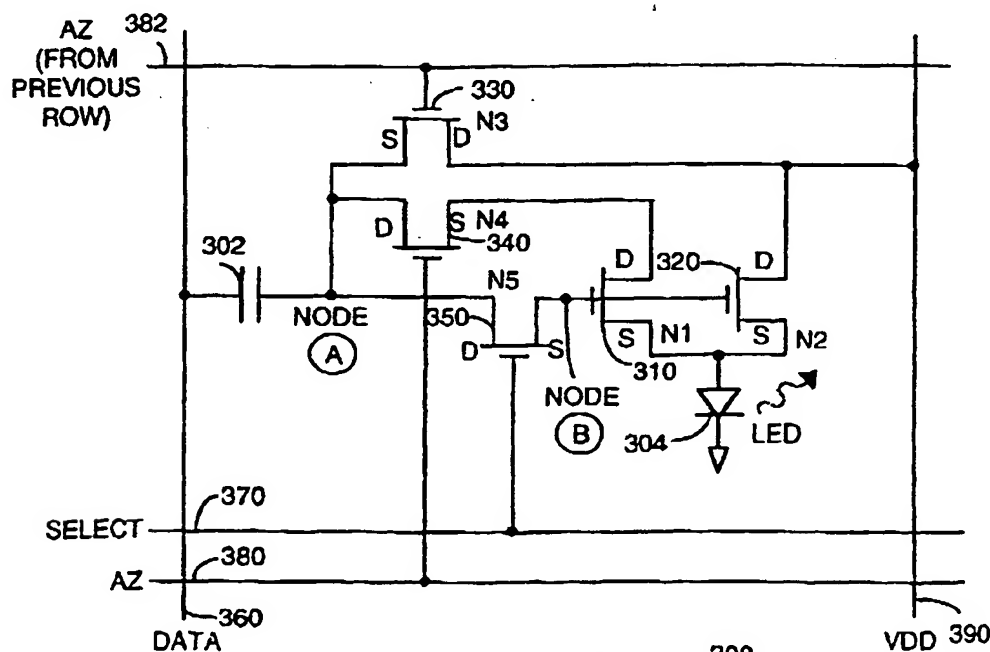 AZ 382
(FROM
PREVIOUS
ROW)
330
N3
S D
D S N4
340
302
D 320 D
N5
NODE
A
350
D S
S N1 S N2
310
NODE
B
304 LED
370
SELECT
380
AZ
360
DATA
VDD 390